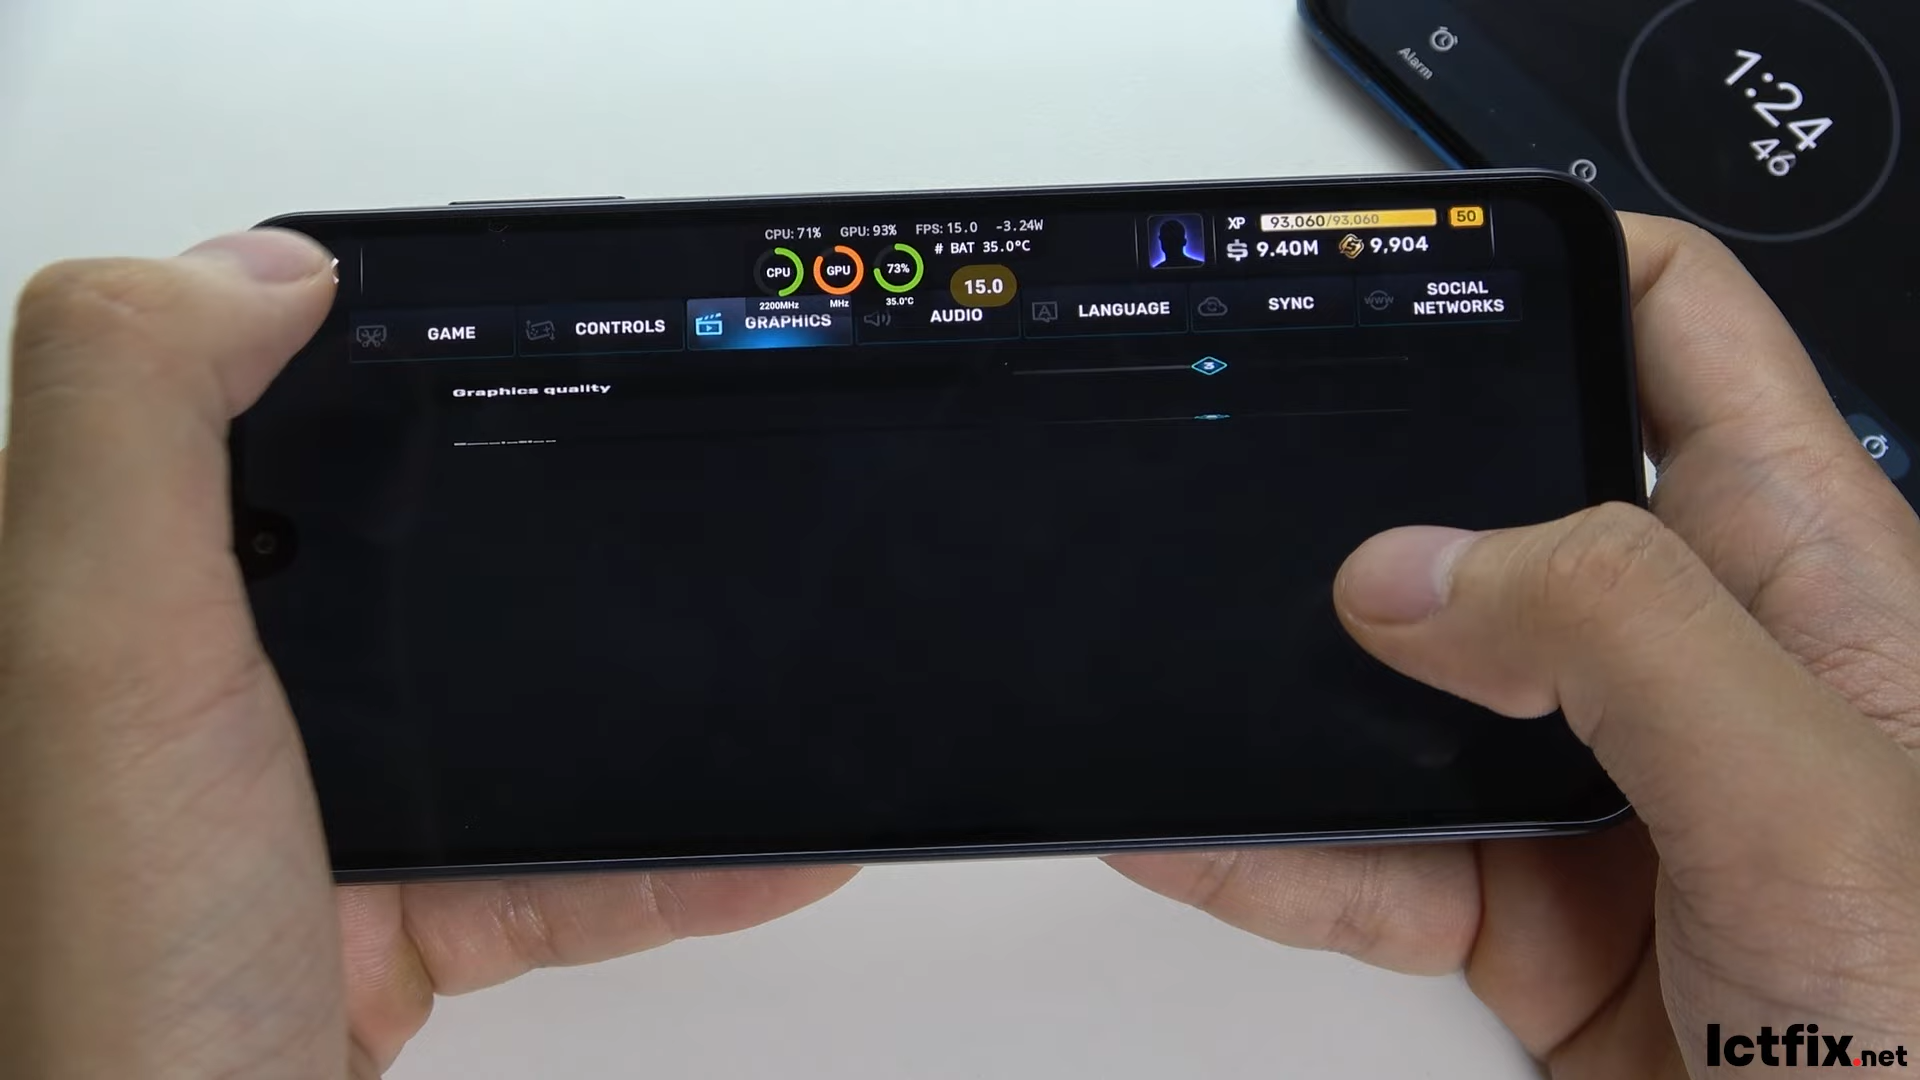 Alarm
1:24
46
CPU: 71% GPU: 93% FPS: 15.0 -3.24W
# BAT 35.0°C
CPU GPU 73%
2200MHz MHz 35.0°C
15.0
XP 93,060/93.060 50
9.40M 9,904
GAME CONTROLS GRAPHICS AUDIO LANGUAGE SYNC SOCIAL NETWORKS
Graphics quality 3
Ictfix.net